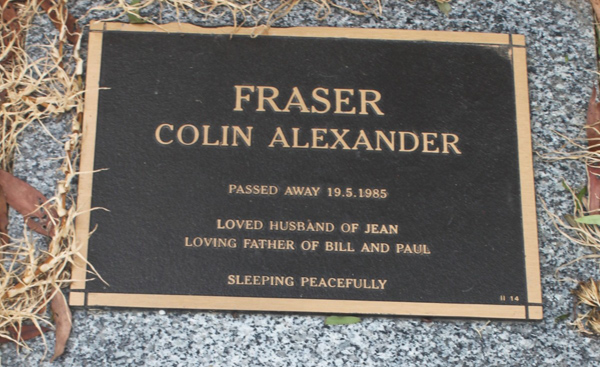 FRASER
COLIN ALEXANDER
PASSED AWAY 19.5.1985
LOVED HUSBAND OF JEAN
LOVING FATHER OF BILL AND PAUL
SLEEPING PEACEFULLY
II 14